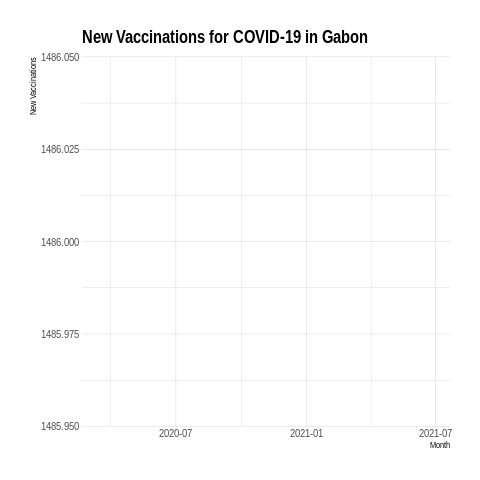 New Vaccinations for COVID-19 in Gabon
New Vaccinations
1486.050
1486.025
1486.000
1485.975
1485.950
2020-07
2021-01
2021-07
Month